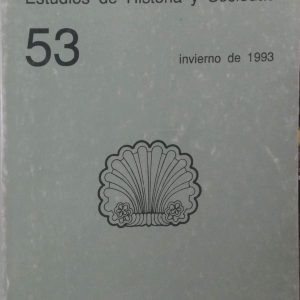 Estudios de Historia y Sociedad
53
invierno de 1993